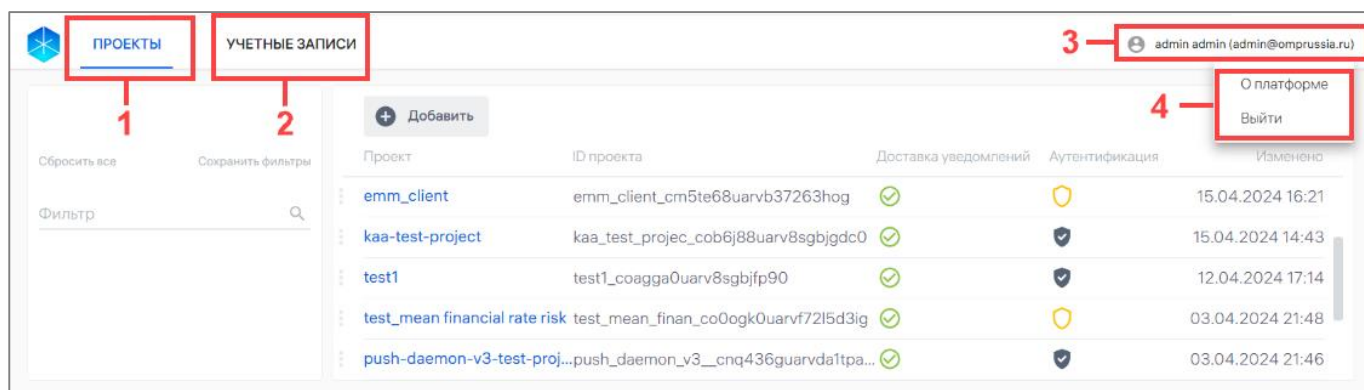 ПРОЕКТЫ УЧЕТНЫЕ ЗАПИСИ 3 admin admin (admin@omprussia.ru)
1 2 4 О платформе
Выйти
Добавить
Сбросить все Сохранить фильтры
Фильтр
Проект ID проекта Доставка уведомлений Аутентификация Изменено
emm_client emm_client_cm5te68uarvb37263hog 15.04.2024 16:21
kaa-test-project kaa_test_projec_cob6j88uarv8sgbjgdc0 15.04.2024 14:43
test1 test1_coagga0uarv8sgbjfp90 12.04.2024 17:14
test_mean financial rate risk test_mean_finan_co0ogk0uarvf72l5d3ig 03.04.2024 21:48
push-daemon-v3-test-proj... push_daemon_v3__cnq436guarvda1tpa... 03.04.2024 21:46